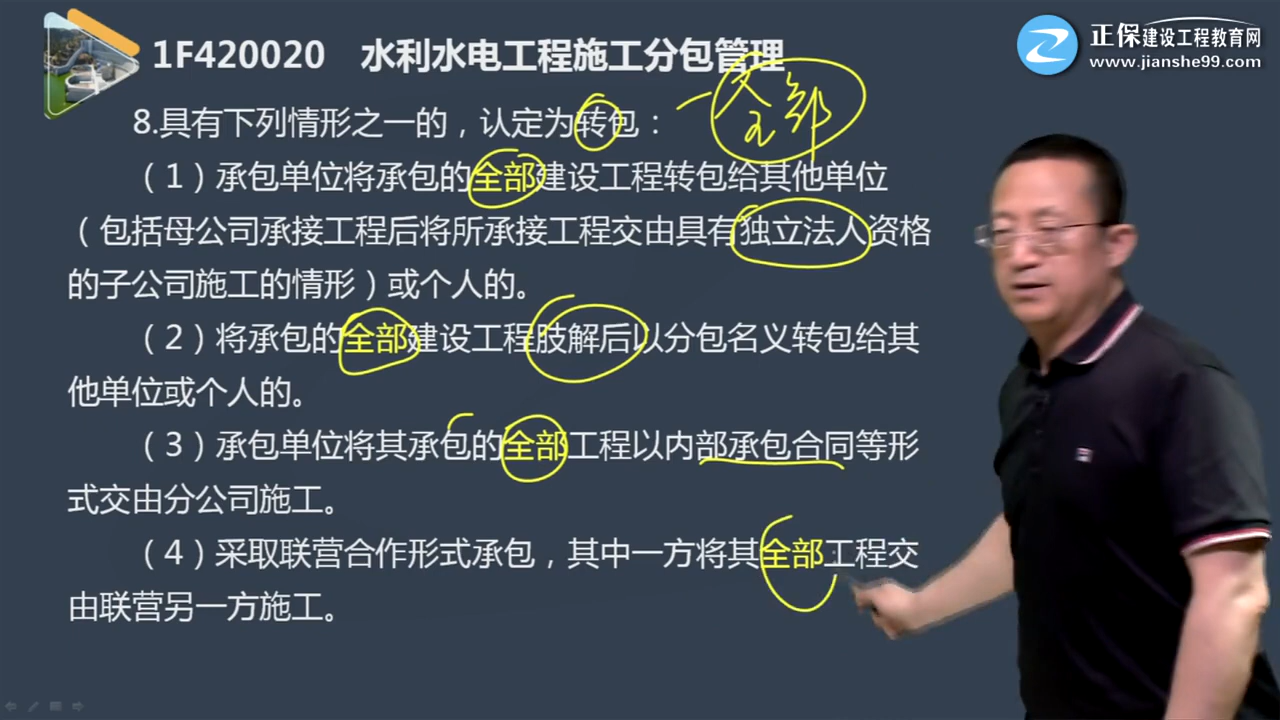 正保建设工程教育网
www.jianshe99.com
1F420020 水利水电工程施工分包管理
全部
8.具有下列情形之一的，认定为转包：
（1）承包单位将承包的全部建设工程转包给其他单位
（包括母公司承接工程后将所承接工程交由具有独立法人资格
的子公司施工的情形）或个人的。
（2）将承包的全部建设工程肢解后以分包名义转包给其
他单位或个人的。
（3）承包单位将其承包的全部工程以内部承包合同等形
式交由分公司施工。
（4）采取联营合作形式承包，其中一方将其全部工程交
由联营另一方施工。